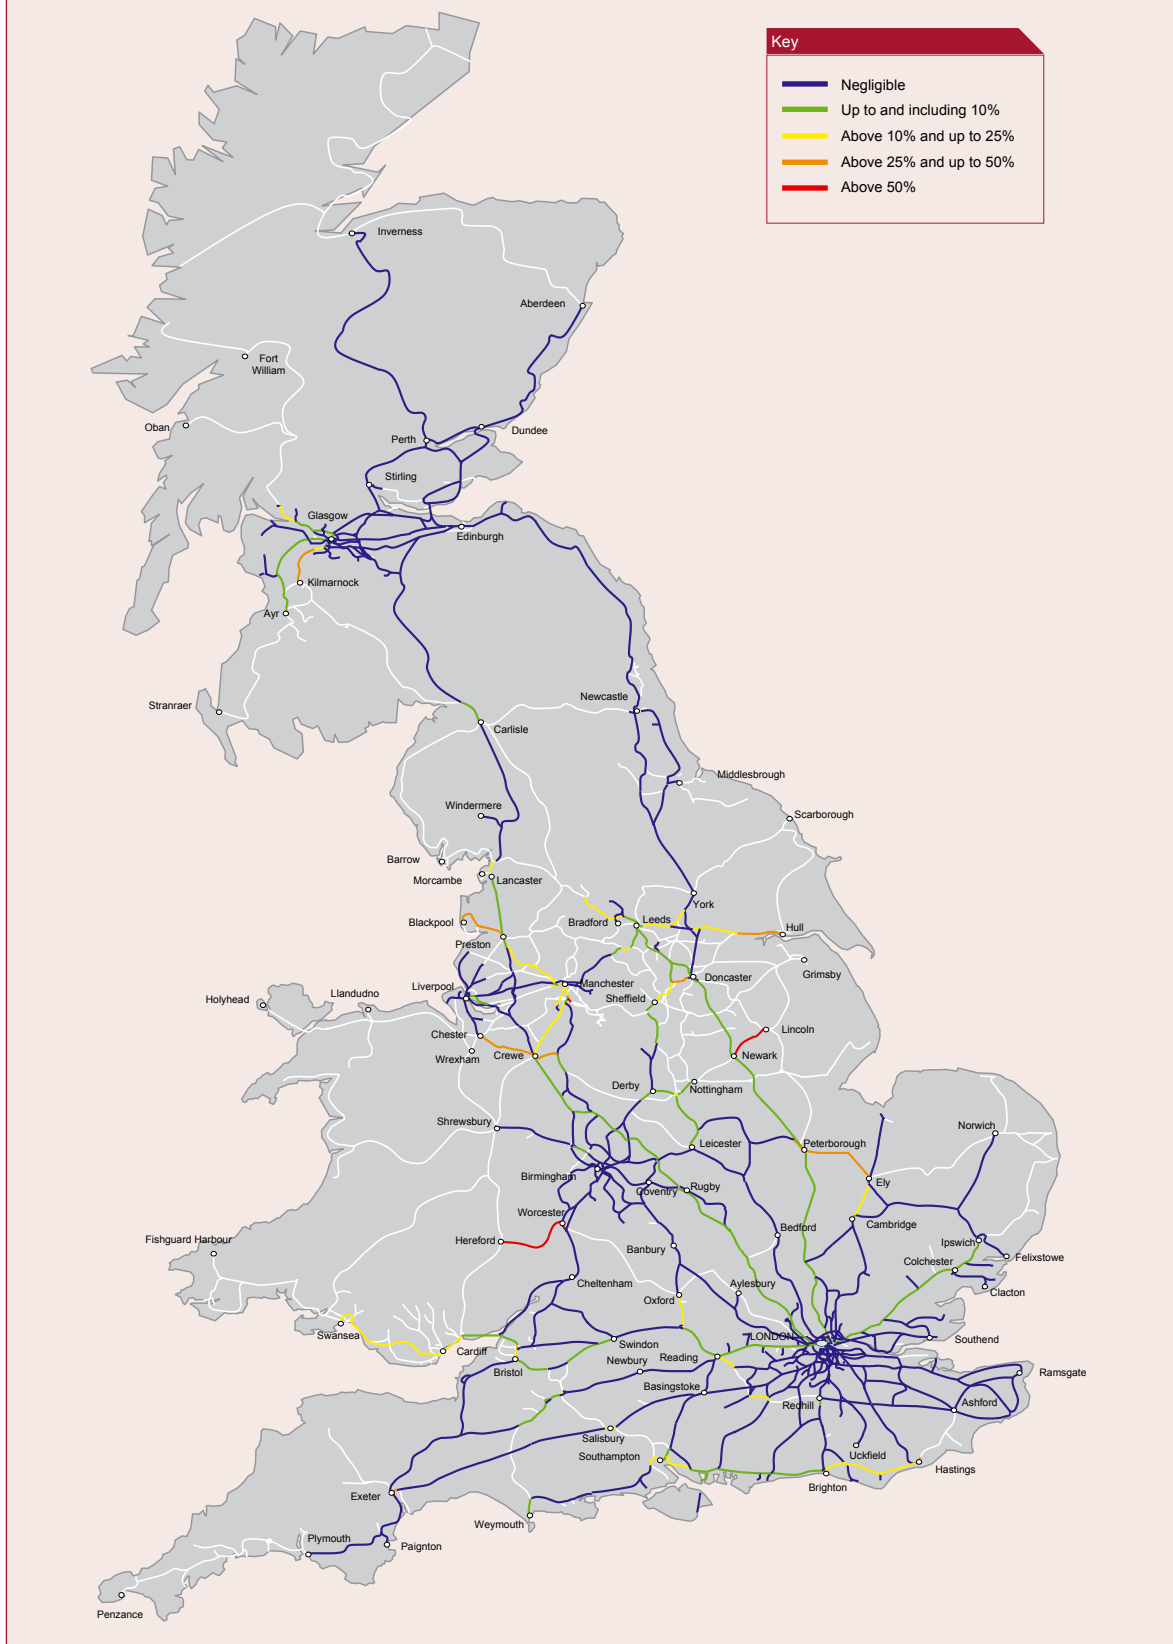 Key
Negligible
Up to and including 10%
Above 10% and up to 25%
Above 25% and up to 50%
Above 50%
Inverness
Aberdeen
Fort
William
Oban
Dundee
Perth
Stirling
Glasgow
Edinburgh
Kilmarnock
Ayr
Newcastle
Stranraer
Carlisle
Middlesbrough
Windermere
Scarborough
Barrow
Morcambe
Lancaster
York
Blackpool
Bradford
Leeds
Hull
Preston
Grimsby
Doncaster
Manchester
Liverpool
Llandudno
Holyhead
Sheffield
Lincoln
Chester
Wrexham
Crewe
Newark
Derby
Nottingham
Shrewsbury
Norwich
Leicester
Peterborough
Birmingham
Ely
Coventry
Rugby
Worcester
Cambridge
Bedford
Hereford
Fishguard Harbour
Banbury
Ipswich
Felixstowe
Colchester
Cheltenham
Aylesbury
Clacton
Oxford
Swansea
LONDON
Southend
Swindon
Cardiff
Reading
Newbury
Bristol
Ramsgate
Basingstoke
Redhill
Ashford
Salisbury
Southampton
Uckfield
Hastings
Brighton
Exeter
Weymouth
Plymouth
Paignton
Penzance